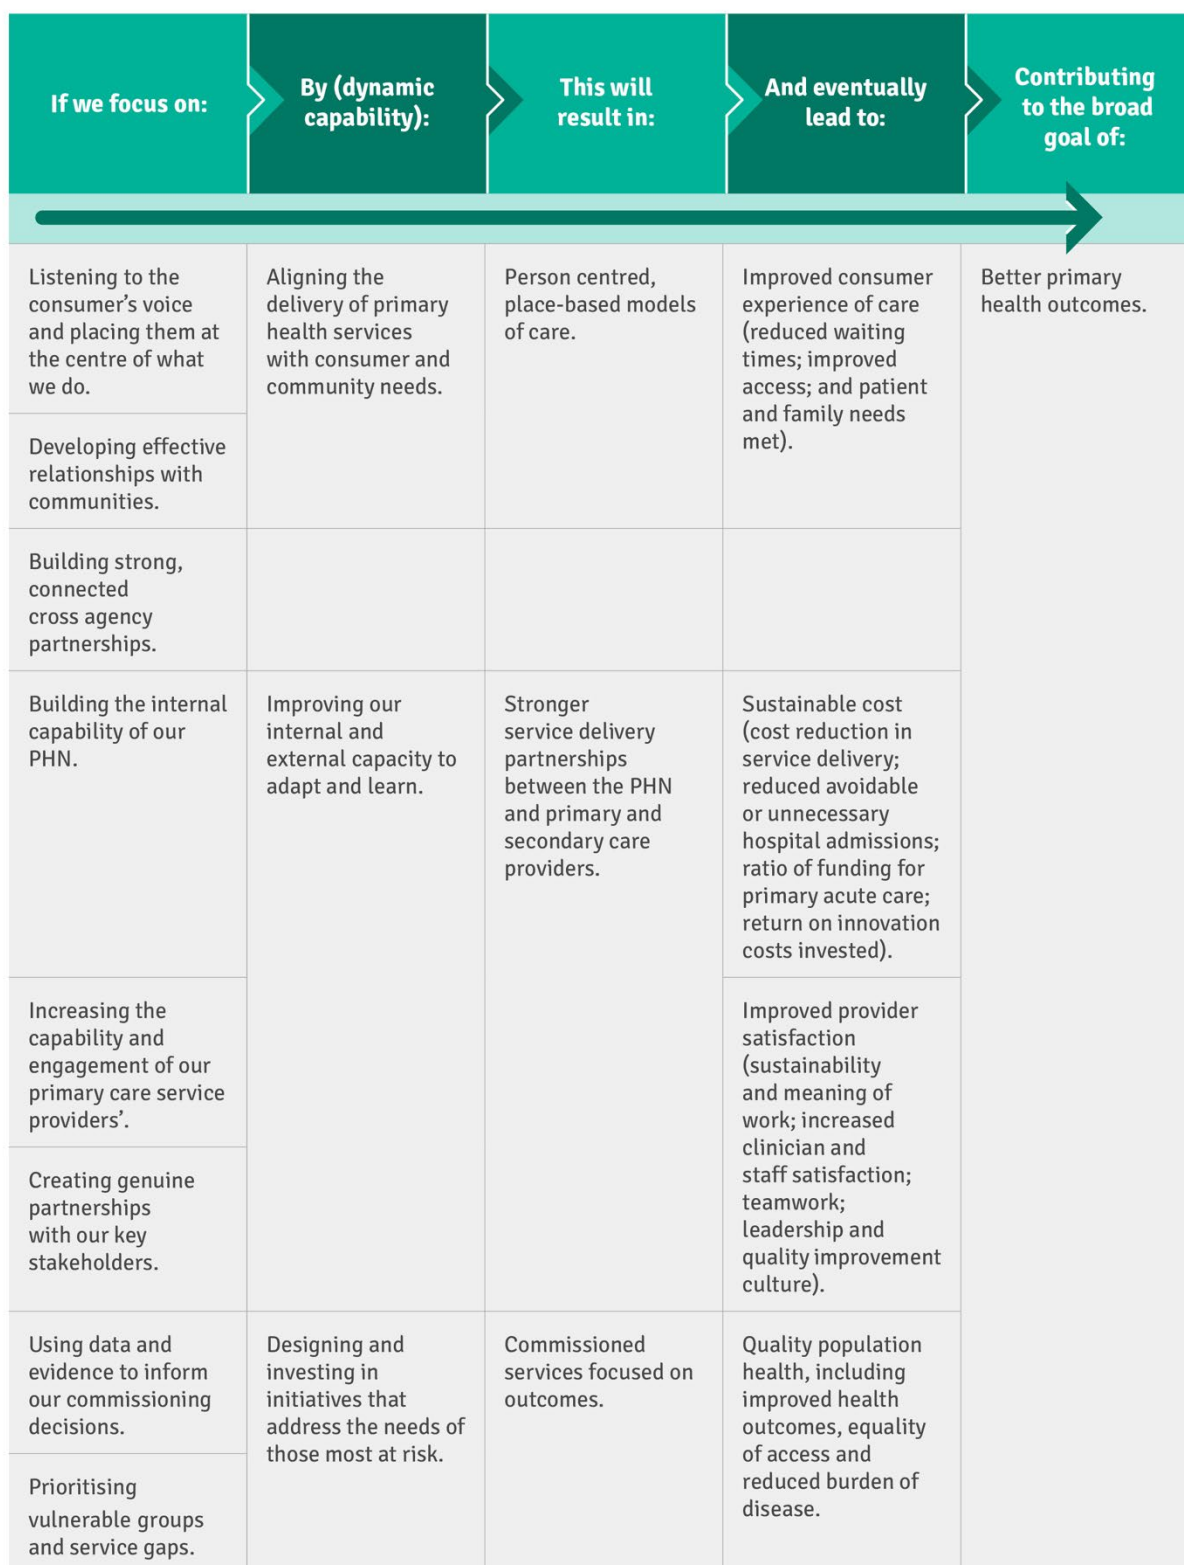 If we focus on:
By (dynamic
capability):
This will
result in:
And eventually
lead to:
Contributing
to the broad
goal of:
Listening to the
consumer’s voice
and placing them at
the centre of what
we do.
Aligning the
delivery of primary
health services
with consumer and
community needs.
Person centred,
place-based models
of care.
Improved consumer
experience of care
(reduced waiting
times; improved
access; and patient
and family needs
met).
Better primary
health outcomes.
Developing effective
relationships with
communities.
Building strong,
connected
cross agency
partnerships.
Building the internal
capability of our
PHN.
Improving our
internal and
external capacity to
adapt and learn.
Stronger
service delivery
partnerships
between the PHN
and primary and
secondary care
providers.
Sustainable cost
(cost reduction in
service delivery;
reduced avoidable
or unnecessary
hospital admissions;
ratio of funding for
primary acute care;
return on innovation
costs invested).
Increasing the
capability and
engagement of our
primary care service
providers’.
Improved provider
satisfaction
(sustainability
and meaning of
work; increased
clinician and
staff satisfaction;
teamwork;
leadership and
quality improvement
culture).
Creating genuine
partnerships
with our key
stakeholders.
Using data and
evidence to inform
our commissioning
decisions.
Designing and
investing in
initiatives that
address the needs of
those most at risk.
Commissioned
services focused on
outcomes.
Quality population
health, including
improved health
outcomes, equality
of access and
reduced burden of
disease.
Prioritising
vulnerable groups
and service gaps.